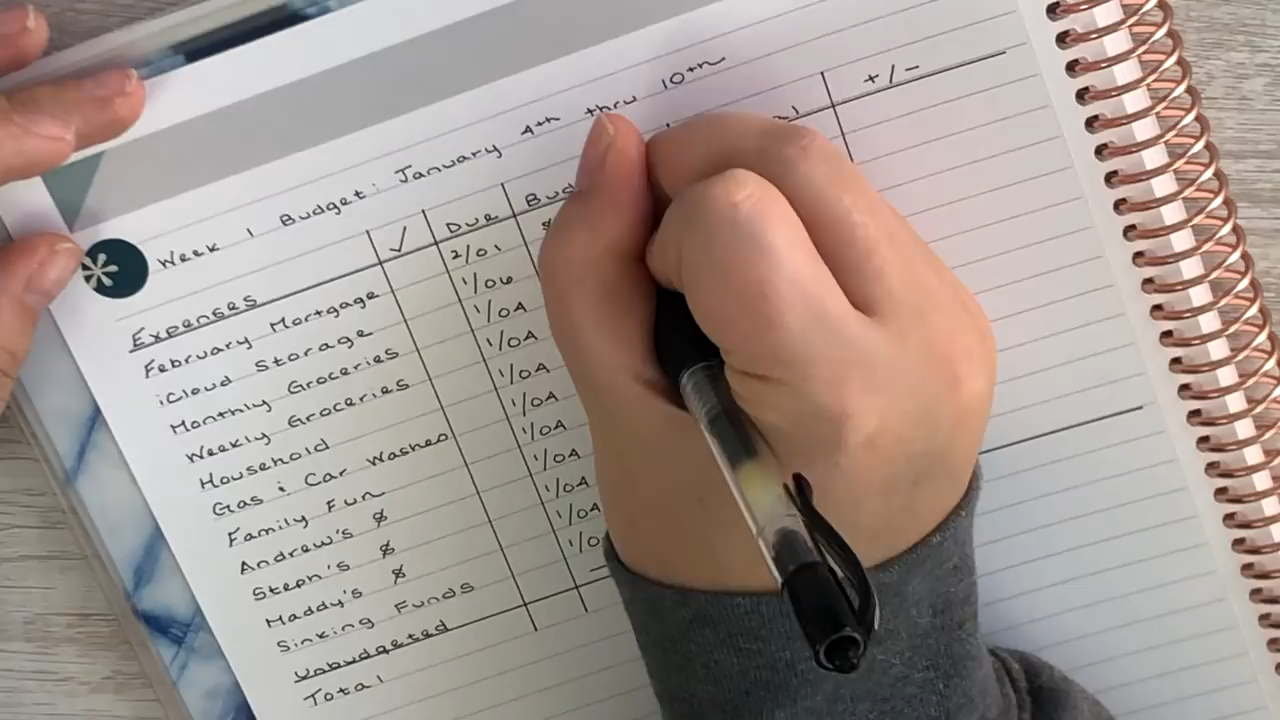 Week 1 Budget: January 4th thru 10th
Expenses ✓ Due +/-
February Mortgage 2/01 $
iCloud Storage 1/06
Monthly Groceries 1/04
Weekly Groceries 1/04
Household 1/04
Gas & Car Washes 1/04
Family Fun 1/04
Andrew's $ 1/04
Steph's $ 1/04
Maddy's $ 1/04
Sinking Funds
Unbudgeted —
Total